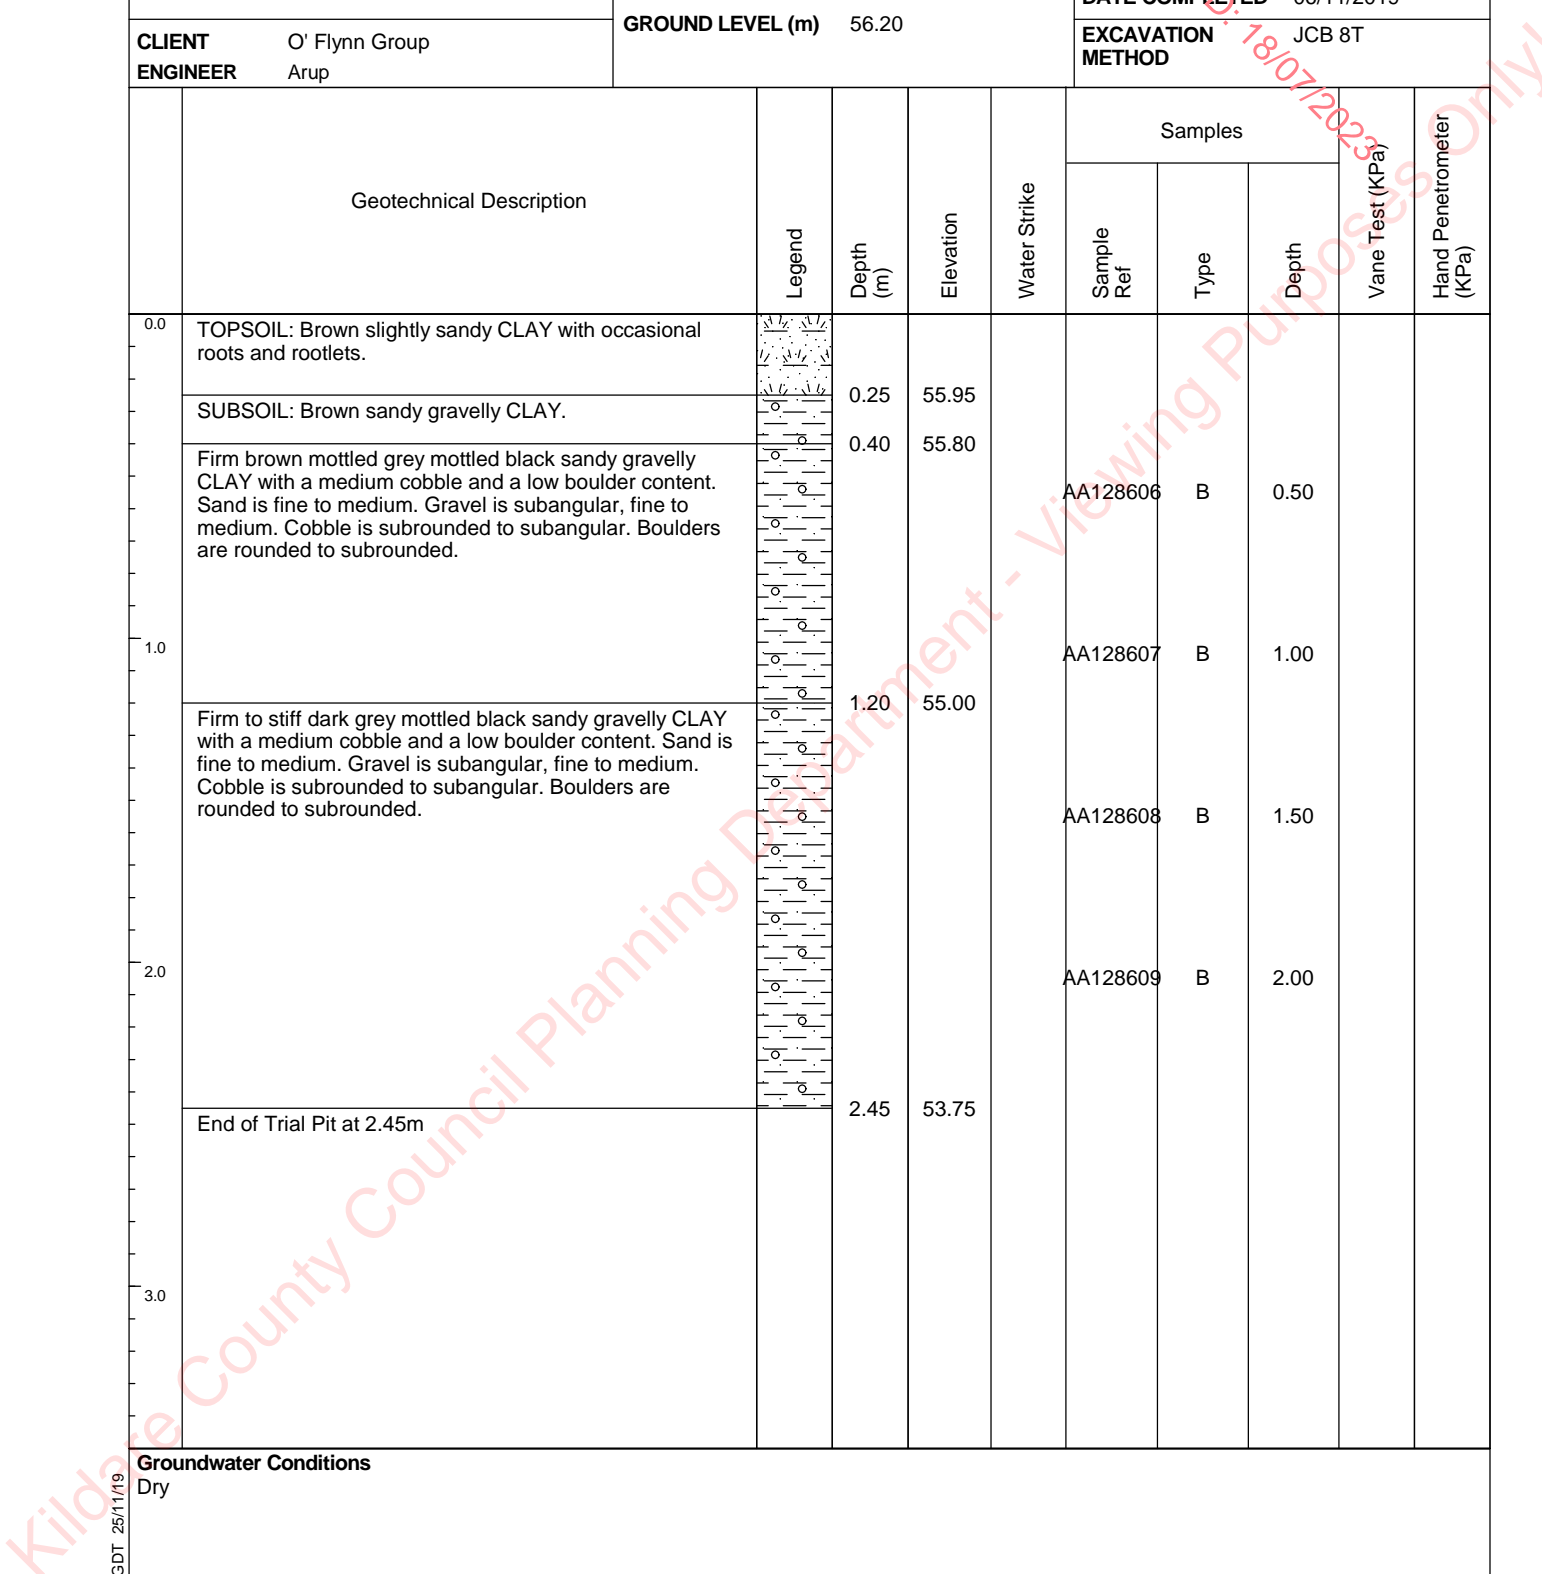 DATE COMPLETED
CLIENT O' Flynn Group
ENGINEER Arup
GROUND LEVEL (m) 56.20
EXCAVATION METHOD JCB 8T
D: 18/07/2023
Geotechnical Description
Legend
Depth (m)
Elevation
Water Strike
Samples
Sample Ref
Type
Depth
Vane Test (KPa)
Hand Penetrometer (KPa)
0.0
TOPSOIL: Brown slightly sandy CLAY with occasional
roots and rootlets.
0.25 55.95
SUBSOIL: Brown sandy gravelly CLAY.
0.40 55.80
Firm brown mottled grey mottled black sandy gravelly
CLAY with a medium cobble and a low boulder content.
Sand is fine to medium. Gravel is subangular, fine to
medium. Cobble is subrounded to subangular. Boulders
are rounded to subrounded.
AA128606 B 0.50
1.0
AA128607 B 1.00
1.20 55.00
Firm to stiff dark grey mottled black sandy gravelly CLAY
with a medium cobble and a low boulder content. Sand is
fine to medium. Gravel is subangular, fine to medium.
Cobble is subrounded to subangular. Boulders are
rounded to subrounded.
AA128608 B 1.50
2.0
AA128609 B 2.00
2.45 53.75
End of Trial Pit at 2.45m
3.0
Groundwater Conditions
Dry
GDT 25/11/19
Kildare County Council Planning Department - Viewing Purposes Only!